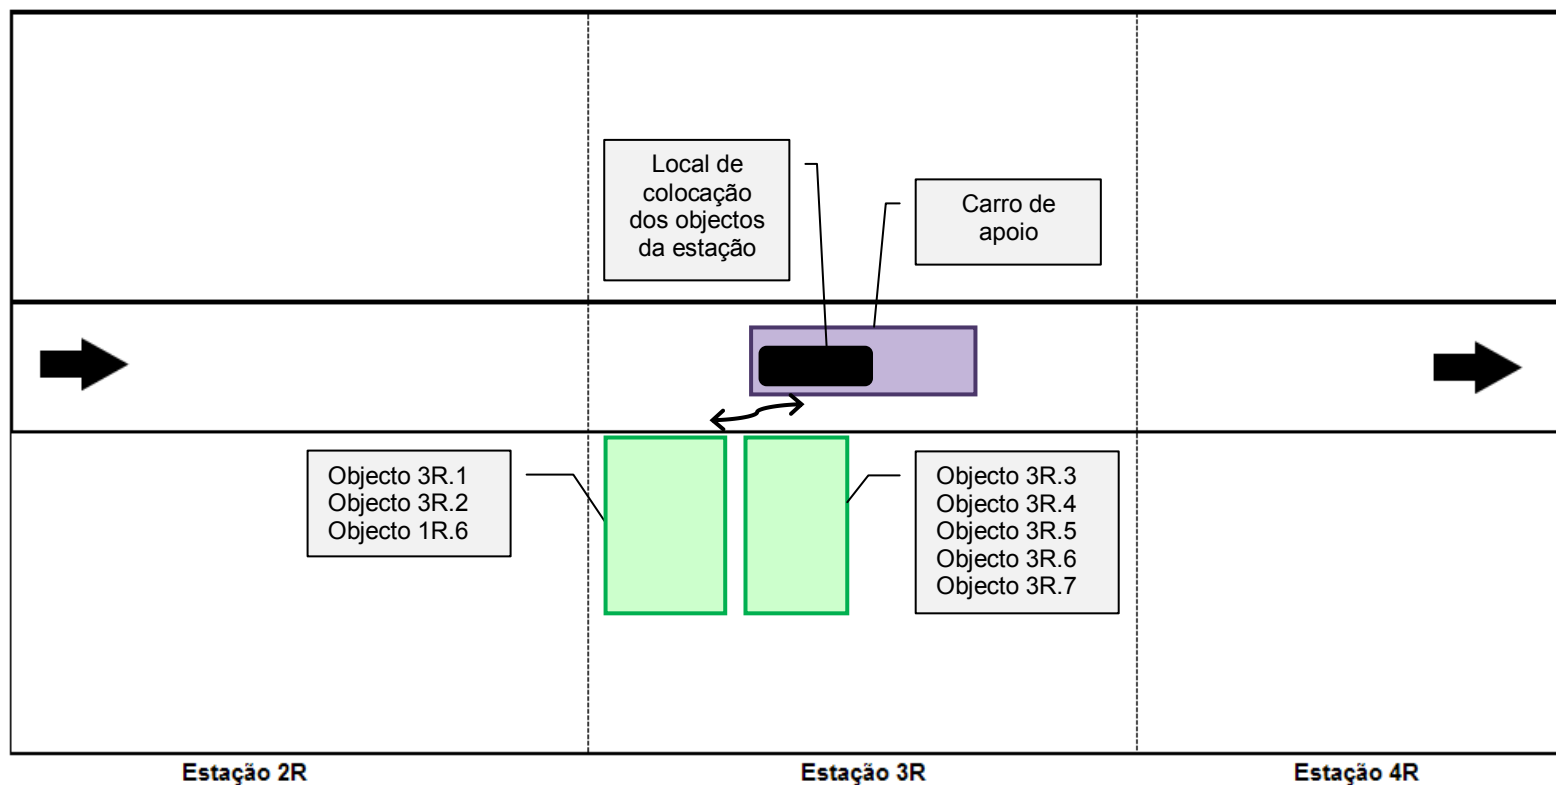 Local de
colocação
dos objectos
da estação
Carro de
apoio
Objecto 3R.1
Objecto 3R.2
Objecto 1R.6
Objecto 3R.3
Objecto 3R.4
Objecto 3R.5
Objecto 3R.6
Objecto 3R.7
Estação 2R
Estação 3R
Estação 4R